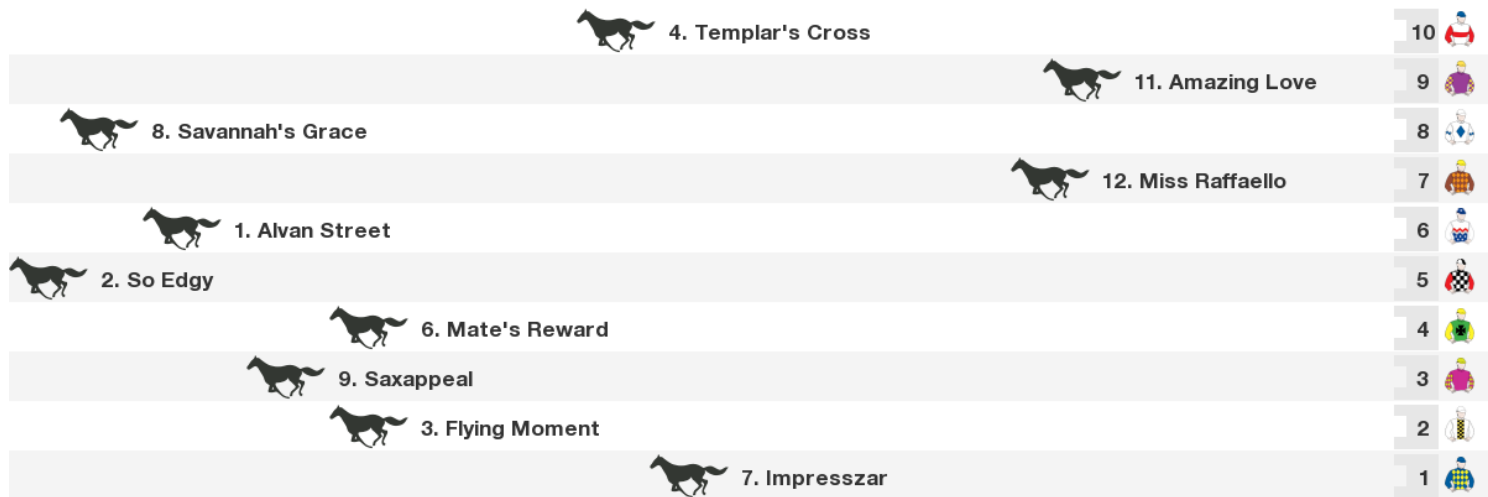 4. Templar's Cross 10
11. Amazing Love 9
8. Savannah's Grace 8
12. Miss Raffaello 7
1. Alvan Street 6
2. So Edgy 5
6. Mate's Reward 4
9. Saxappeal 3
3. Flying Moment 2
7. Impresszar 1